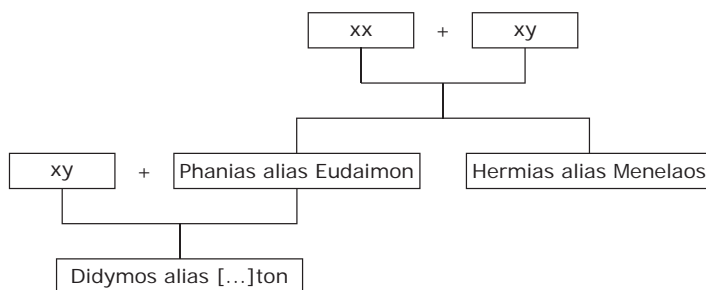 xx + xy
xy + Phanias alias Eudaimon Hermias alias Menelaos
Didymos alias [...]ton